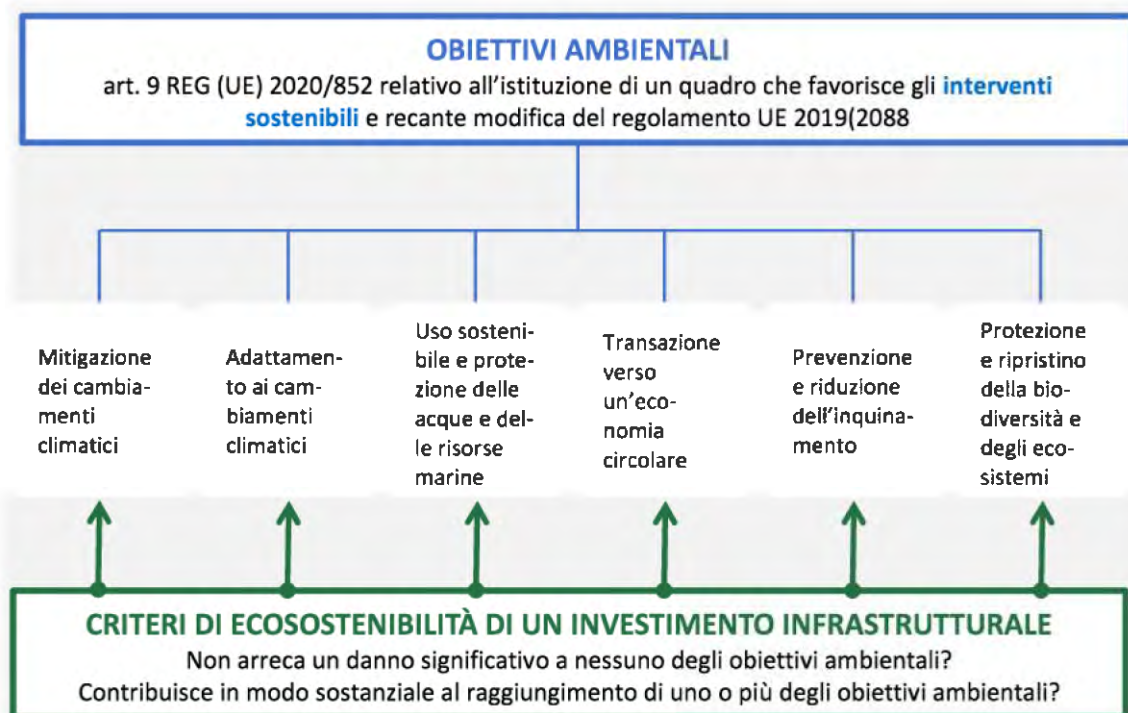 OBIETTIVI AMBIENTALI
art. 9 REG (UE) 2020/852 relativo all'istituzione di un quadro che favorisce gli interventi
sostenibili e recante modifica del regolamento UE 2019(2088
Mitigazione
dei cambia-
menti
climatici
Adattamen-
to ai cam-
biamenti
climatici
Uso sosteni-
bile e prote-
zione delle
acque e del-
le risorse
marine
Transazione
verso
un'eco-
nomia
circolare
Prevenzione
e riduzione
dell'inquina-
mento
Protezione
e ripristino
della bio-
diversità e
degli eco-
sistemi
CRITERI DI ECOSOSTENIBILITÀ DI UN INVESTIMENTO INFRASTRUTTURALE
Non arreca un danno significativo a nessuno degli obiettivi ambientali?
Contribuisce in modo sostanziale al raggiungimento di uno o più degli obiettivi ambientali?